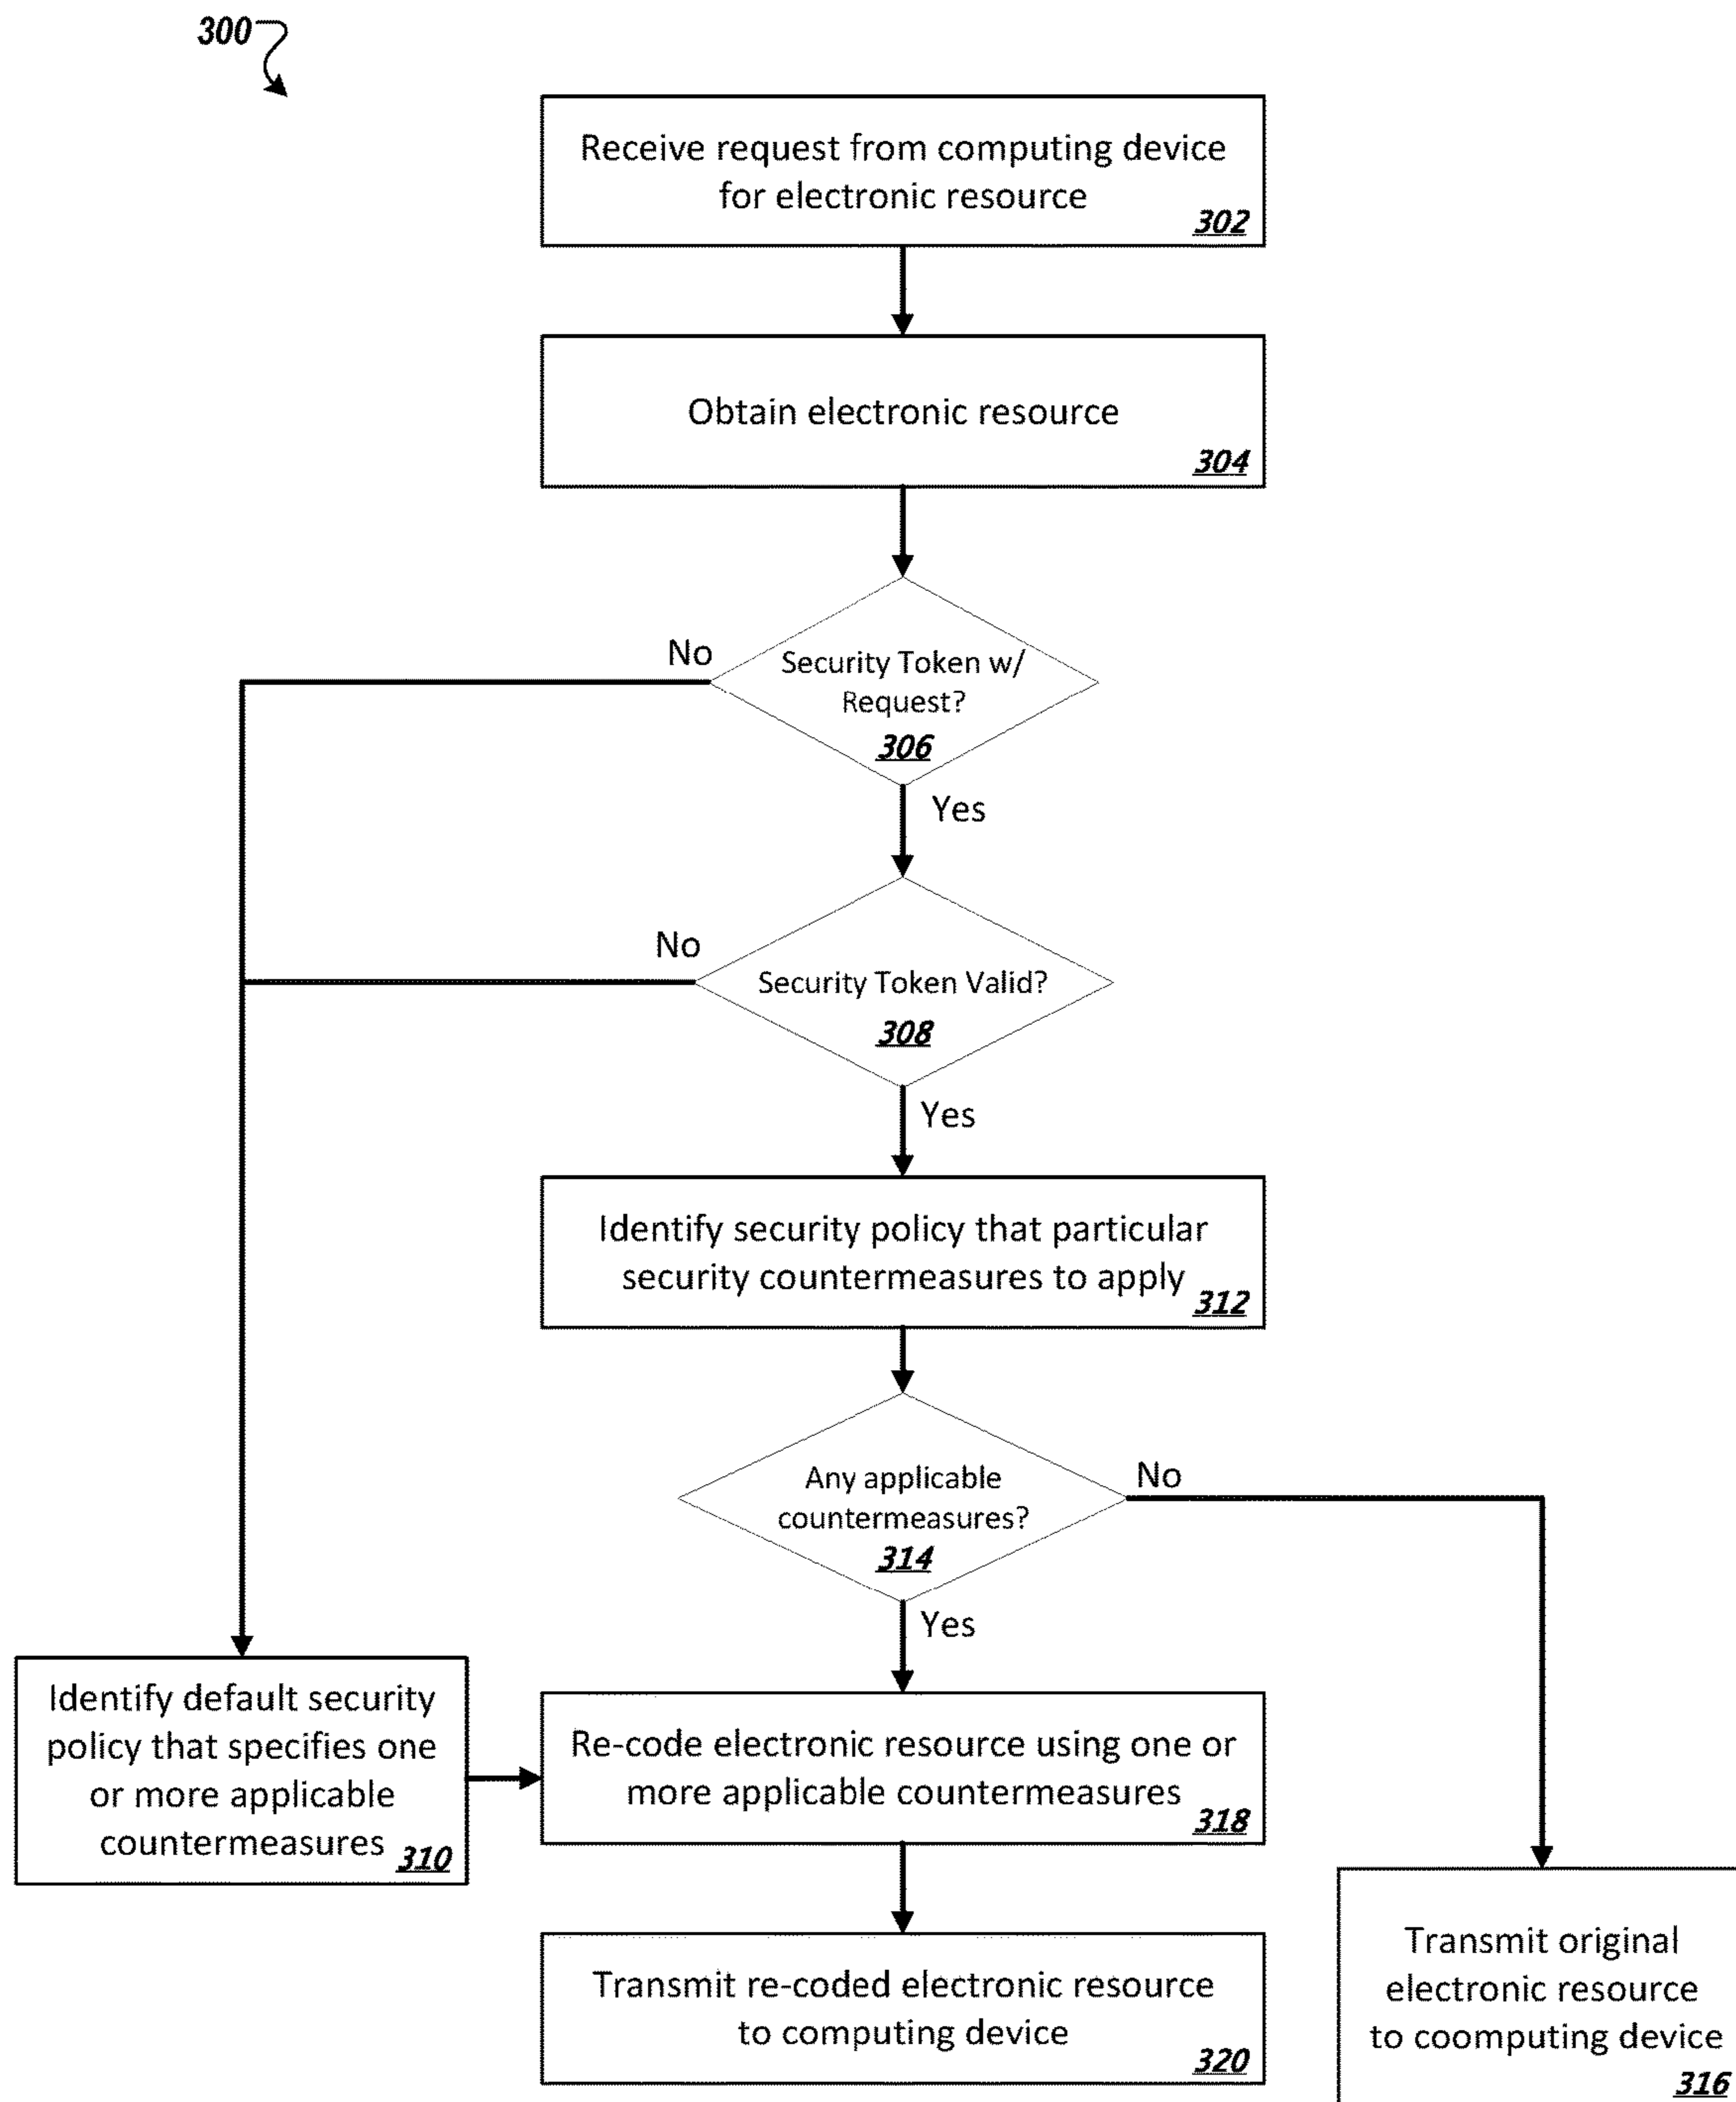 300
Receive request from computing device
for electronic resource
302
Obtain electronic resource
304
No
Security Token w/
Request?
306
Yes
No
Security Token Valid?
308
Yes
Identify security policy that particular
security countermeasures to apply
312
Any applicable
countermeasures?
314
No
Yes
Identify default security
policy that specifies one
or more applicable
countermeasures
310
Re-code electronic resource using one or
more applicable countermeasures
318
Transmit re-coded electronic resource
to computing device
320
Transmit original
electronic resource
to coomputing device
316